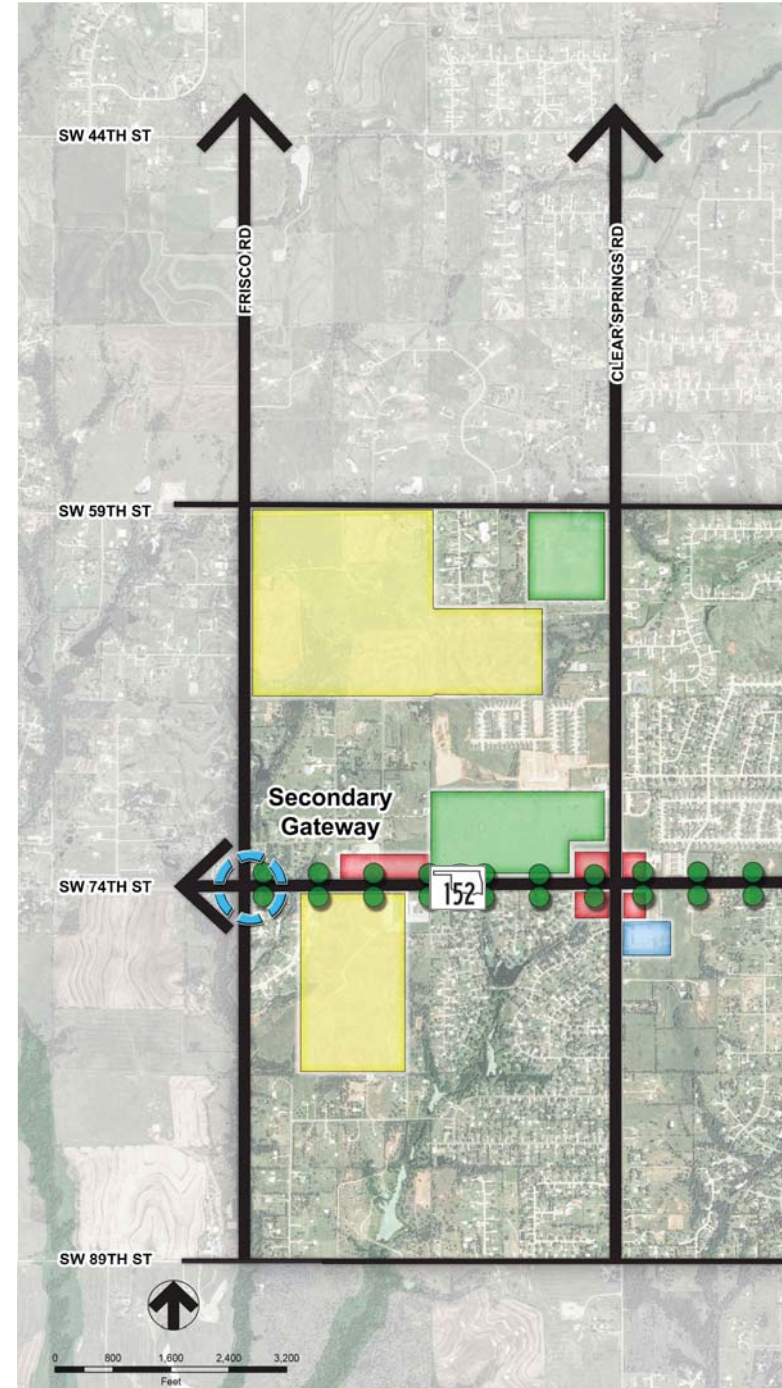 SW 44TH ST
FRISCO RD
CLEAR SPRINGS RD
SW 59TH ST
Secondary
Gateway
SW 74TH ST
152
SW 89TH ST
0 800 1,600 2,400 3,200
Feet